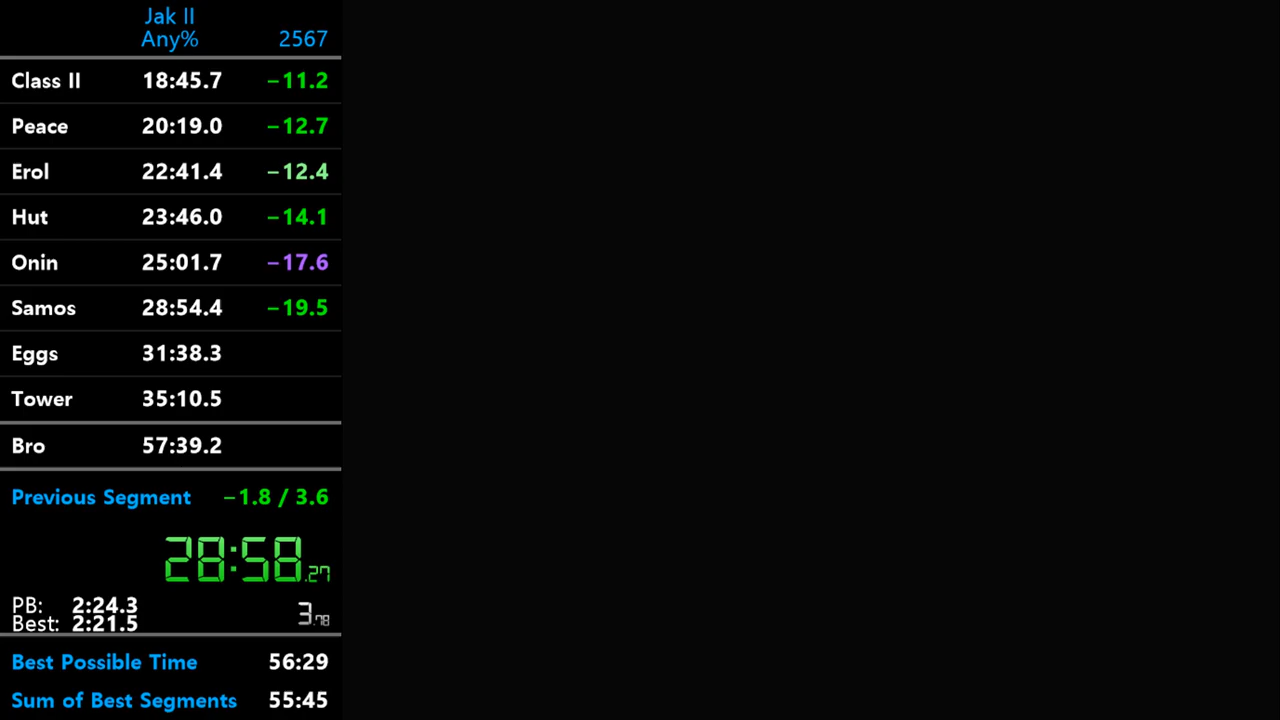 Jak II
Any% 2567
Class II 18:45.7 −11.2
Peace 20:19.0 −12.7
Erol 22:41.4 −12.4
Hut 23:46.0 −14.1
Onin 25:01.7 −17.6
Samos 28:54.4 −19.5
Eggs 31:38.3
Tower 35:10.5
Bro 57:39.2
Previous Segment −1.8 / 3.6
28:58.27
PB: 2:24.3
Best: 2:21.5 3.78
Best Possible Time 56:29
Sum of Best Segments 55:45